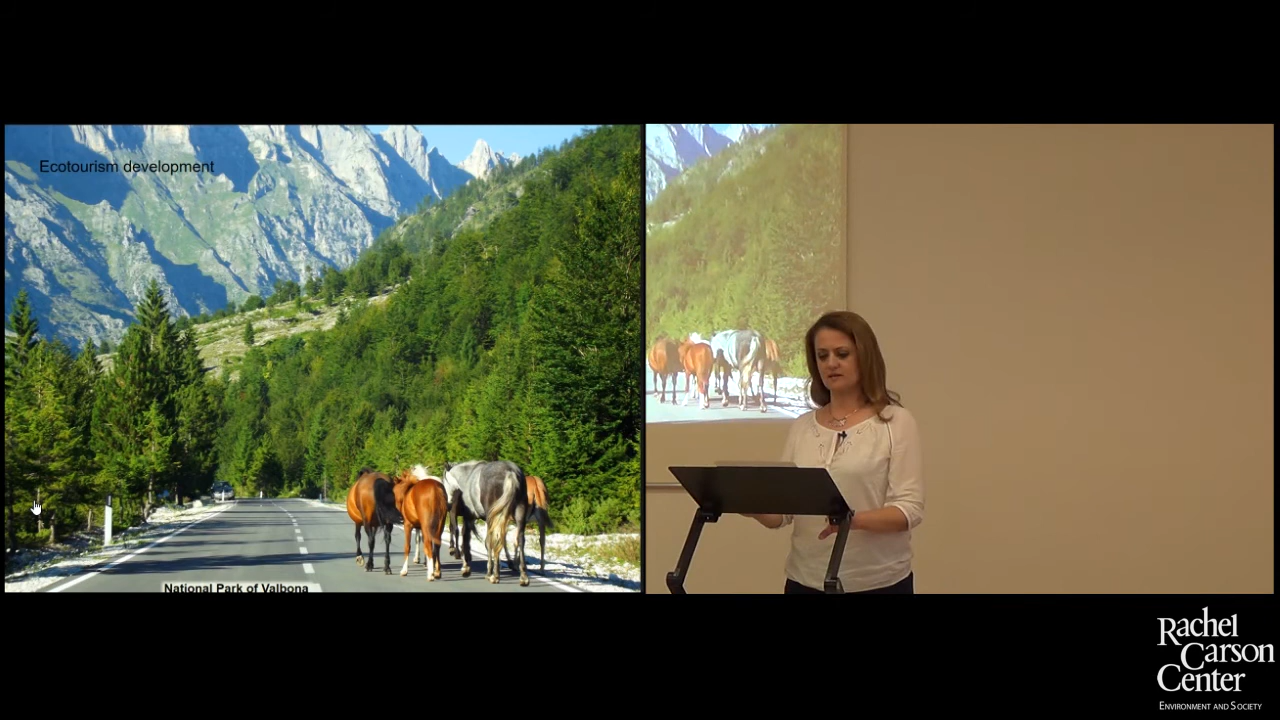 Ecotourism development
National Park of Valbona
Rachel
Carson
Center
ENVIRONMENT AND SOCIETY